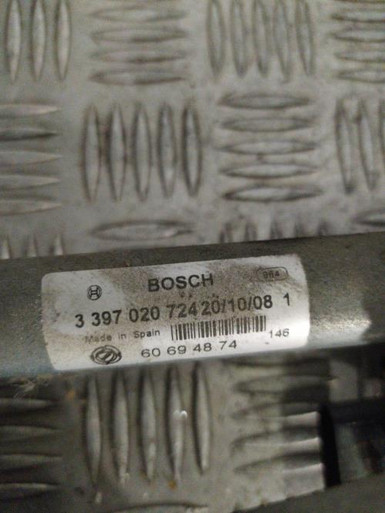 BOSCH 984
3 397 020 724 20/10/08 1
Made in Spain 146
60 69 48 74